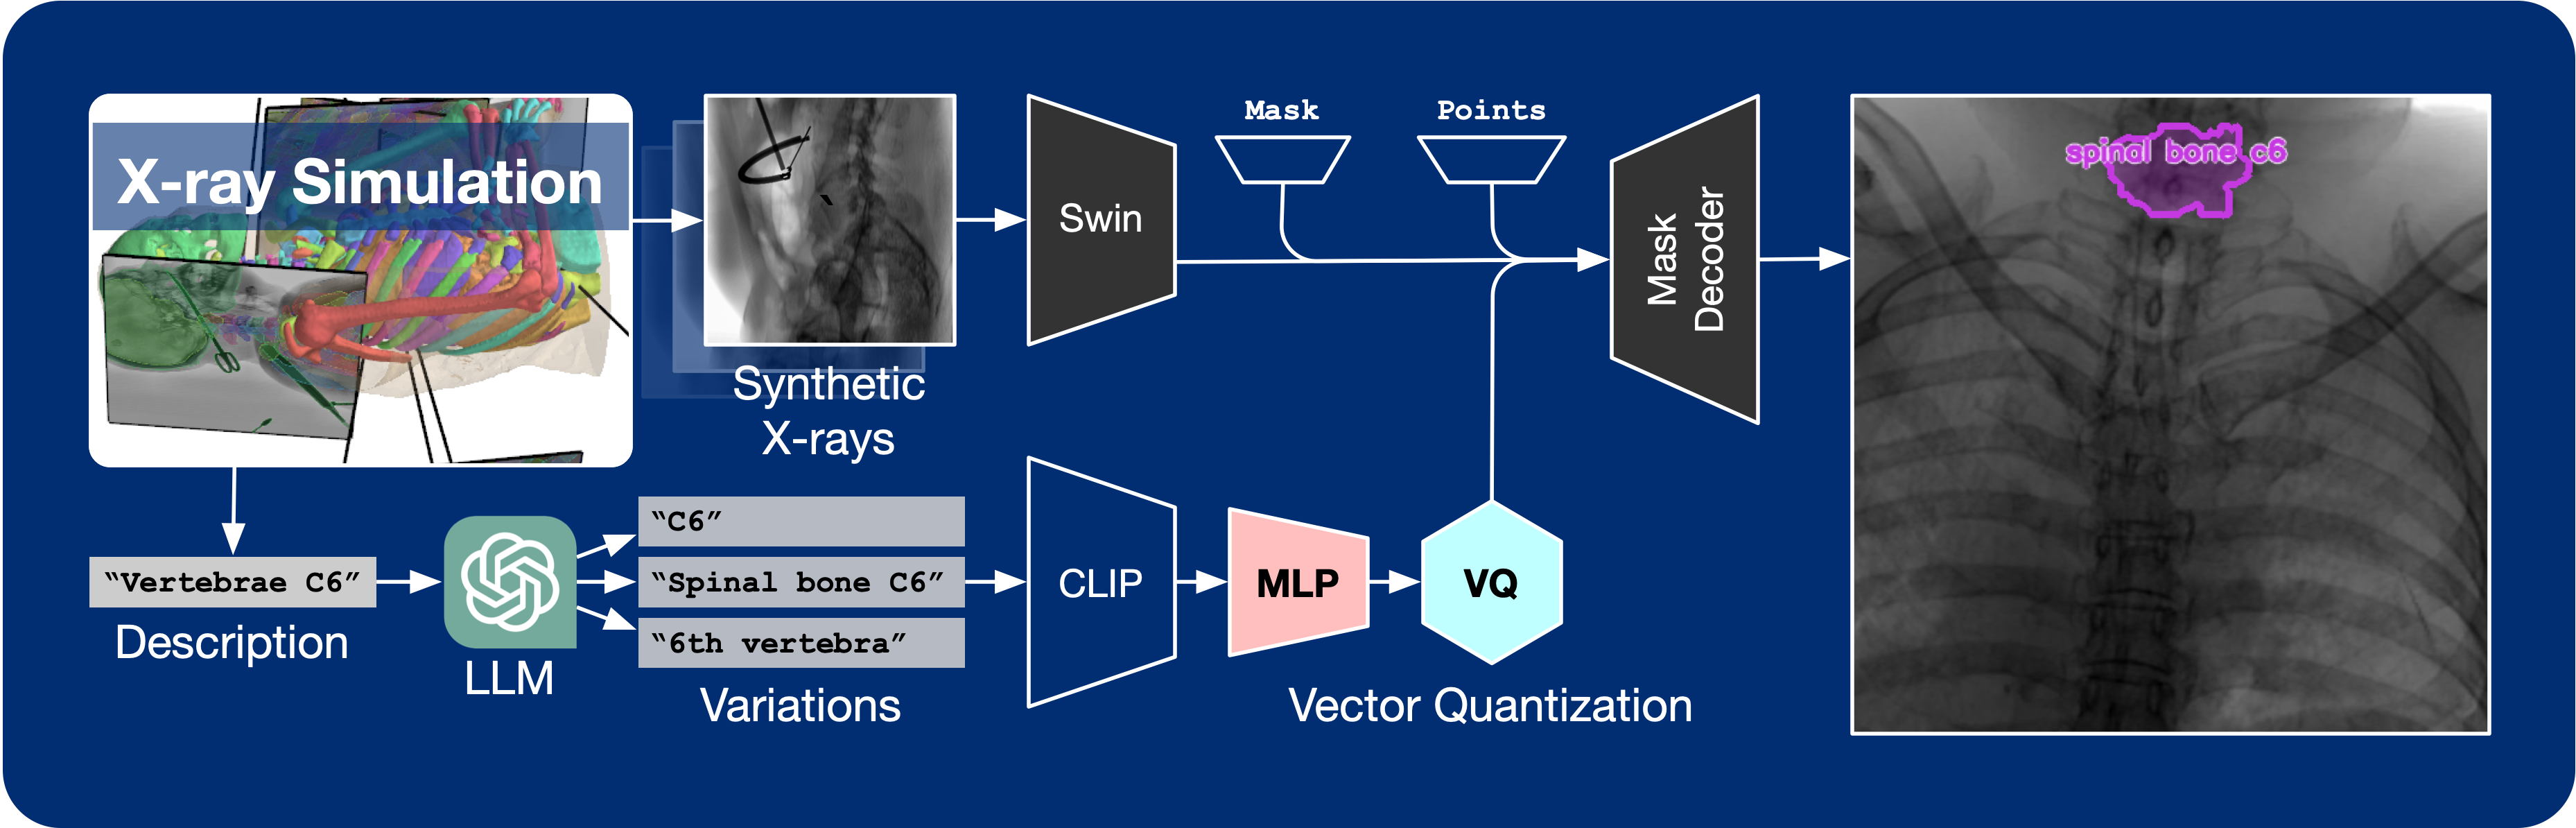 X-ray Simulation
Synthetic
X-rays
Swin
Mask
Points
Mask
Decoder
spinal bone c6
“Vertebrae C6”
Description
LLM
“C6”
“Spinal bone C6”
“6th vertebra”
Variations
CLIP
MLP
VQ
Vector Quantization